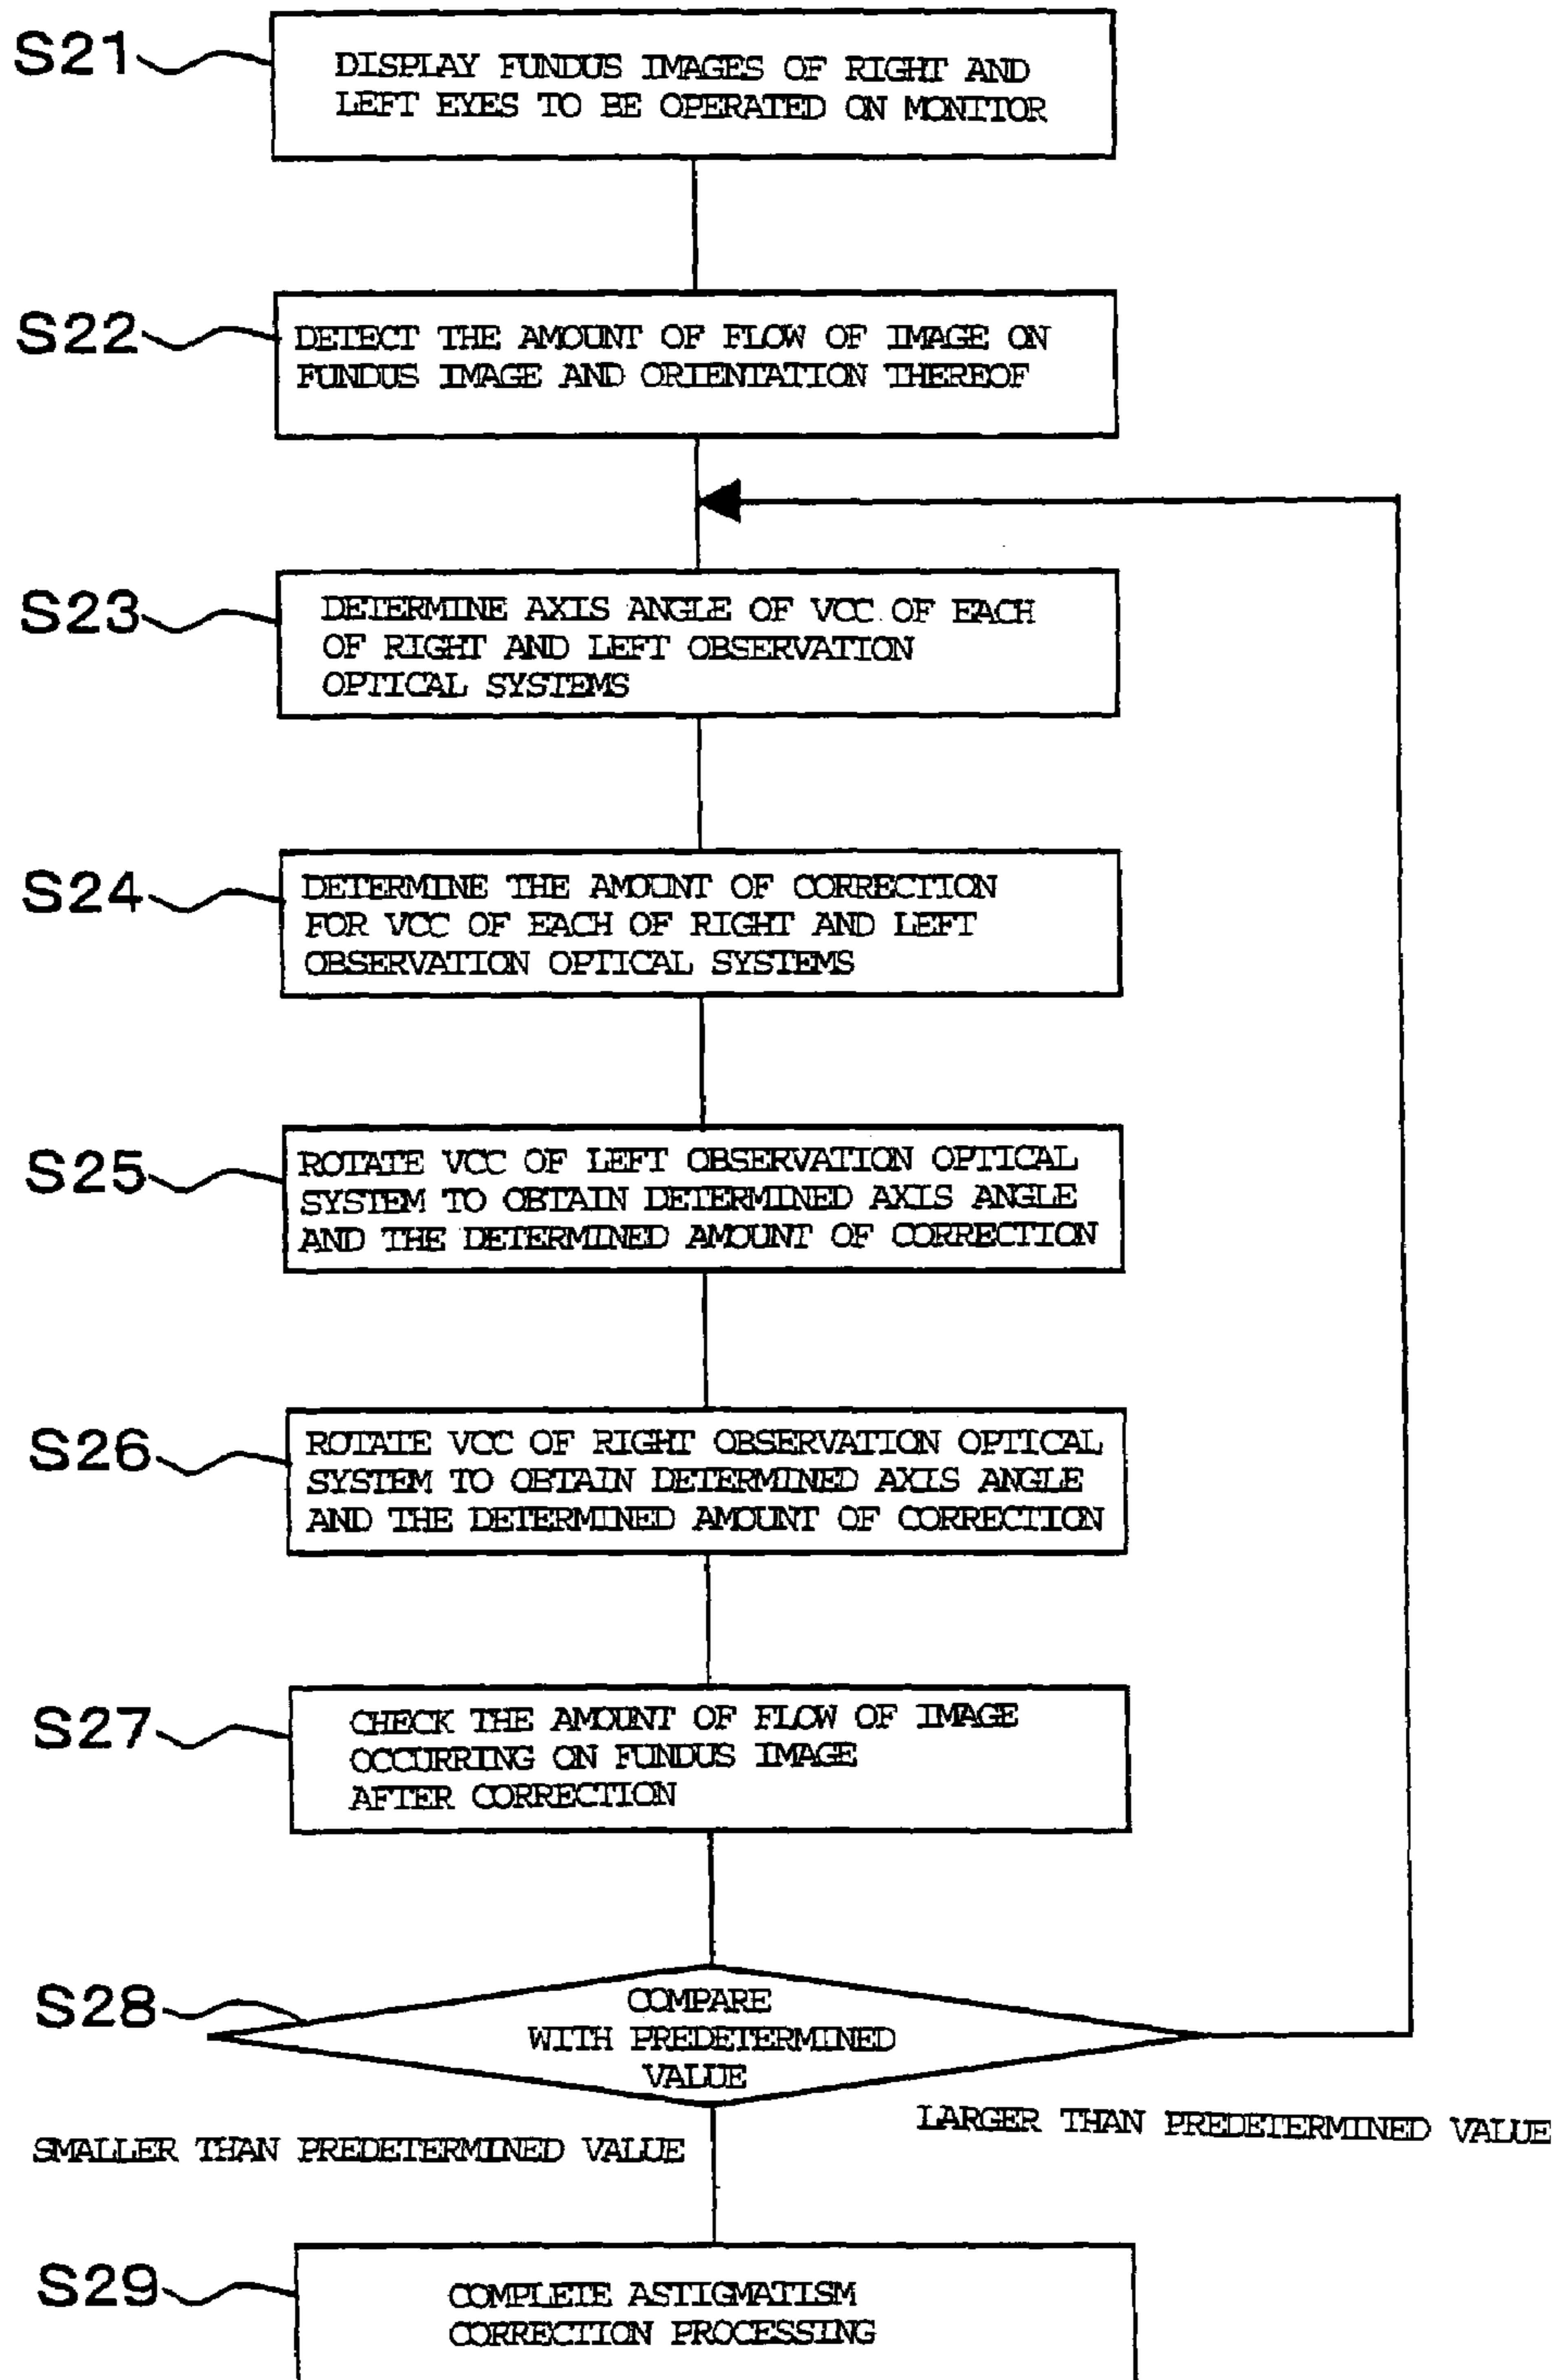 S21
DISPLAY FUNDUS IMAGES OF RIGHT AND
LEFT EYES TO BE OPERATED ON MONITOR
S22
DETECT THE AMOUNT OF FLOW OF IMAGE ON
FUNDUS IMAGE AND ORIENTATION THEREOF
S23
DETERMINE AXIS ANGLE OF VCC OF EACH
OF RIGHT AND LEFT OBSERVATION
OPTICAL SYSTEMS
S24
DETERMINE THE AMOUNT OF CORRECTION
FOR VCC OF EACH OF RIGHT AND LEFT
OBSERVATION OPTICAL SYSTEMS
S25
ROTATE VCC OF LEFT OBSERVATION OPTICAL
SYSTEM TO OBTAIN DETERMINED AXIS ANGLE
AND THE DETERMINED AMOUNT OF CORRECTION
S26
ROTATE VCC OF RIGHT OBSERVATION OPTICAL
SYSTEM TO OBTAIN DETERMINED AXIS ANGLE
AND THE DETERMINED AMOUNT OF CORRECTION
S27
CHECK THE AMOUNT OF FLOW OF IMAGE
OCCURRING ON FUNDUS IMAGE
AFTER CORRECTION
S28
COMPARE
WITH PREDETERMINED
VALUE
LARGER THAN PREDETERMINED VALUE
SMALLER THAN PREDETERMINED VALUE
S29
COMPLETE ASTIGMATISM
CORRECTION PROCESSING